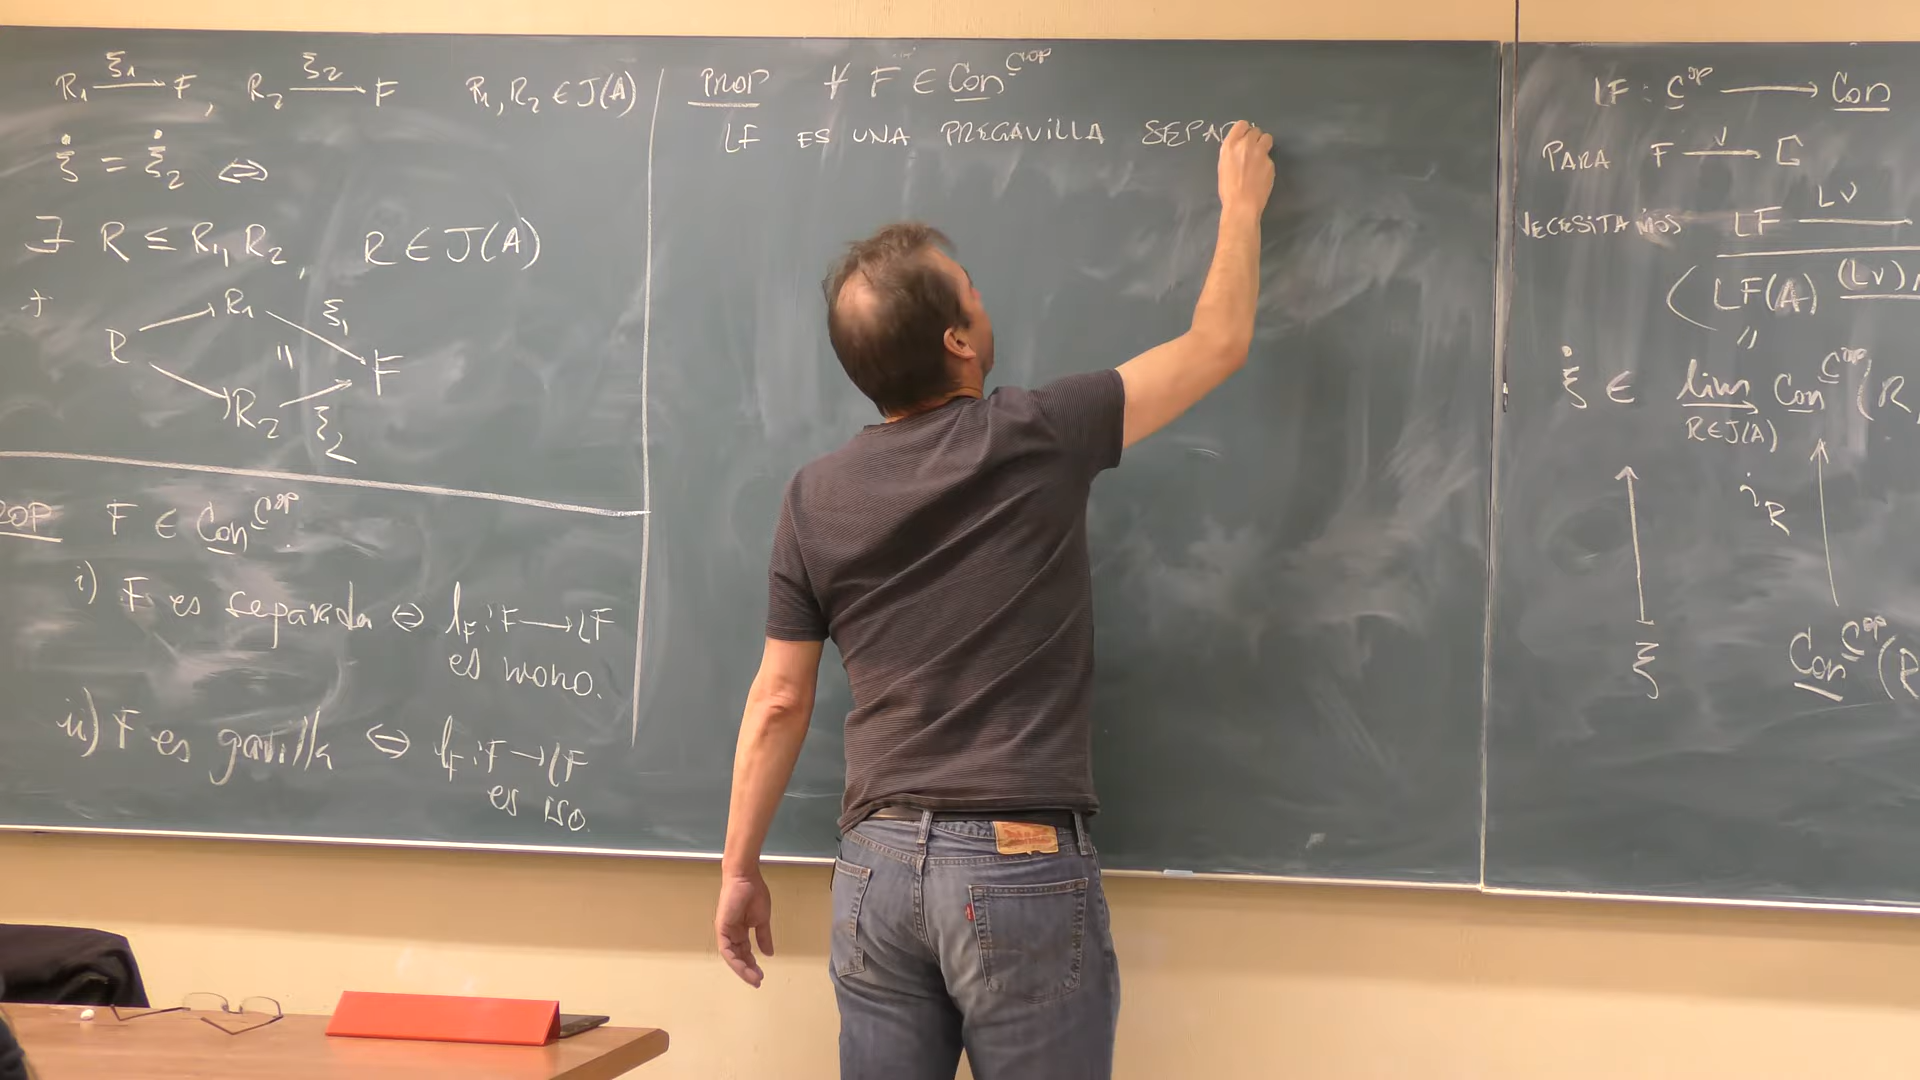 R₁ —ξ₁→ F, R₂ —ξ₂→ F R₁, R₂ ∈ J(A)
ξ̇ = ξ̇₂ ⇔
∃ R ≤ R₁, R₂, R ∈ J(A)
+
R₁ ξ₁
R = F
R₂ ξ₂
ROP F ∈ Con^C^op.
i) F es separada ⇔ l_F : F → LF
es mono.
ii) F es gavilla ⇔ l_F : F → LF
es iso.
PROP ∀ F ∈ Con^C^op
LF ES UNA PREGAVILLA SEPA
LF : C^op → Con
PARA F —ν→ G
NECESITAMOS LF —Lν
(LF(A) (Lν)
=
ξ̇ ∈ lim Con^C^op (R,
R∈J(A)
i_R
ξ Con^C^op (R